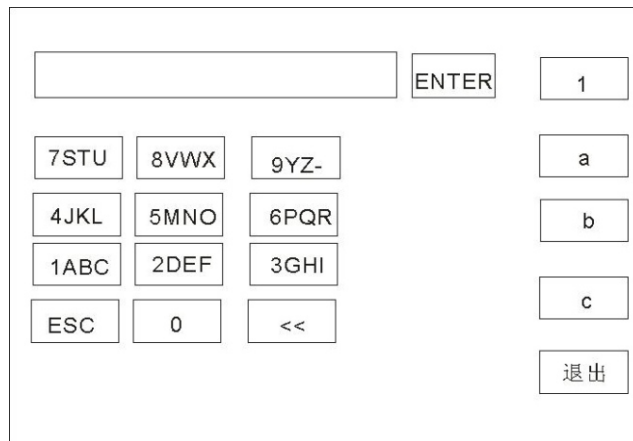 ENTER
1
7STU 8VWX 9YZ-
a
4JKL 5MNO 6PQR
b
1ABC 2DEF 3GHI
c
ESC 0 <<
退出